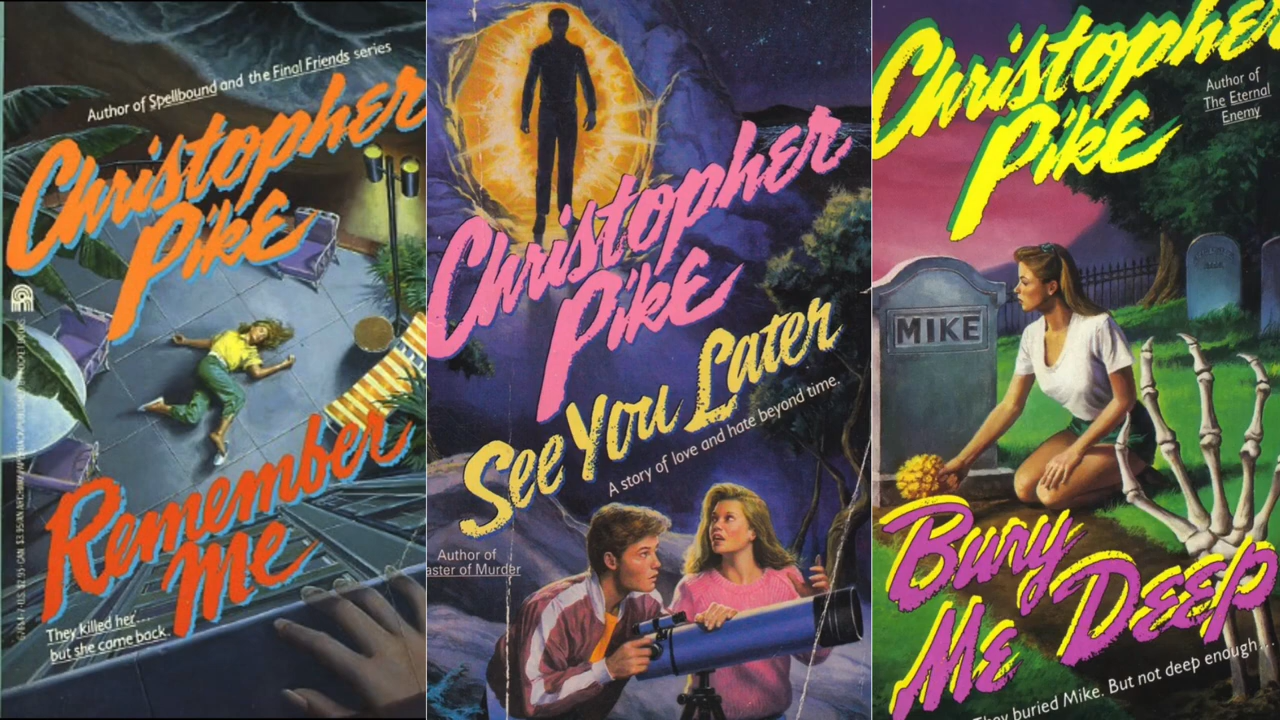 Author of Spellbound and the Final Friends series
Christopher
Pike
Remember
Me
They killed her...
but she came back.
Christopher
Pike
See You Later
A story of love and hate beyond time.
Author of
aster of Murder
Christopher
Pike
Author of
The Eternal
Enemy
MIKE
Bury
Me Deep
They buried Mike. But not deep enough...